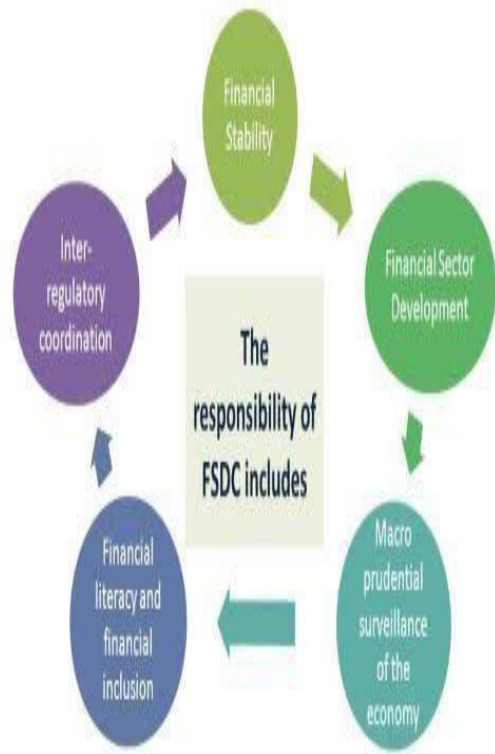 Financial
Stability
Financial Sector
Development
Macro
prudential
surveillance
of the
economy
Financial
literacy and
financial
inclusion
Inter-
regulatory
coordination
The
responsibility of
FSDC includes